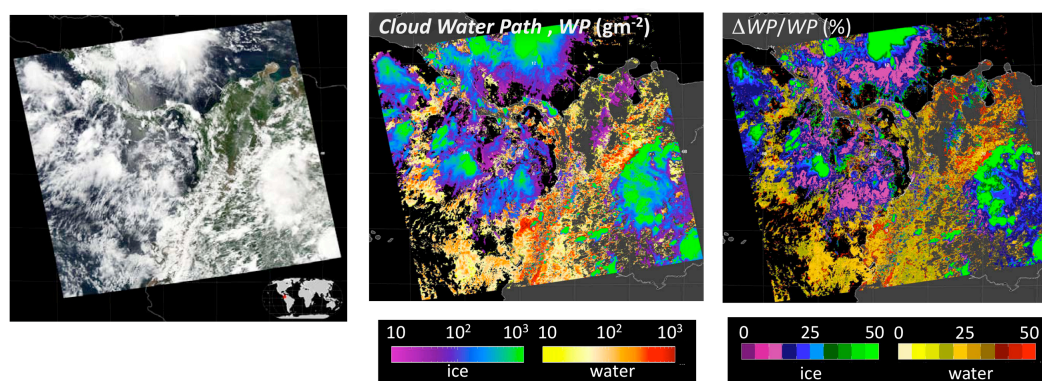 Cloud Water Path , WP (gm⁻²)
ΔWP/WP (%)
10 10² 10³ 10 10² 10³
ice water
0 25 50 0 25 50
ice water